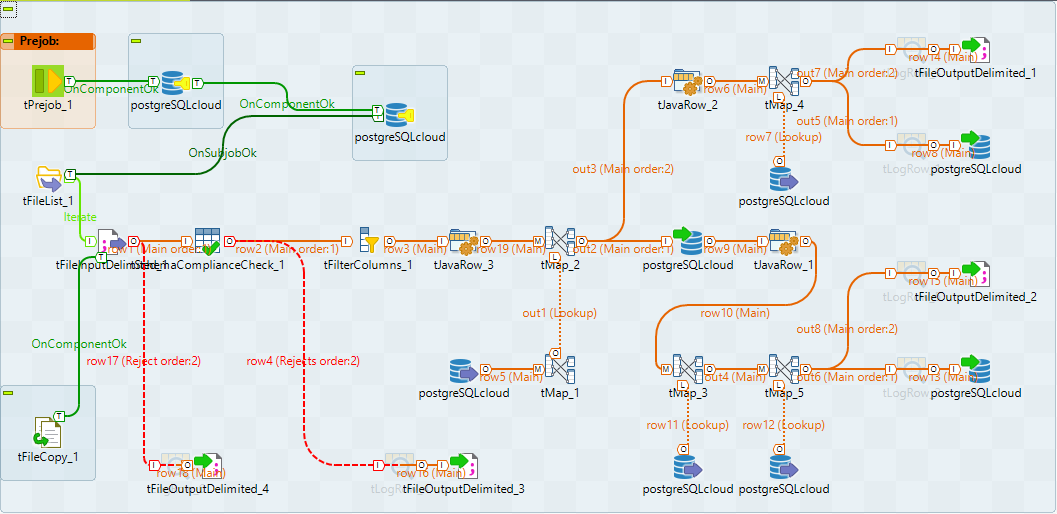 Prejob:
tPrejob_1
OnComponentOk
postgreSQLcloud
OnComponentOk
postgreSQLcloud
OnSubjobOk
tFileList_1
Iterate
tFileInputDelimited_1
row1 (Main order:1)
tSchemaComplianceCheck_1
row2 (Main order:1)
tFilterColumns_1
row3 (Main)
tJavaRow_3
row19 (Main)
tMap_2
out3 (Main order:2)
out2 (Main order:1)
tJavaRow_2
row6 (Main)
tMap_4
out7 (Main order:2)
row14 (Main)
tFileOutputDelimited_1
out5 (Main order:1)
row7 (Lookup)
postgreSQLcloud
tLogRow
row8 (Main)
postgreSQLcloud
postgreSQLcloud
row9 (Main)
tJavaRow_1
row10 (Main)
out1 (Lookup)
postgreSQLcloud
row5 (Main)
tMap_1
tMap_3
out4 (Main)
tMap_5
out8 (Main order:2)
tLogRow
row15 (Main)
tFileOutputDelimited_2
out6 (Main order:1)
tLogRow
row13 (Main)
postgreSQLcloud
row11 (Lookup)
postgreSQLcloud
row12 (Lookup)
postgreSQLcloud
OnComponentOk
row17 (Reject order:2)
row4 (Rejects order:2)
tFileCopy_1
row18 (Main)
tFileOutputDelimited_4
row16 (Main)
tFileOutputDelimited_3